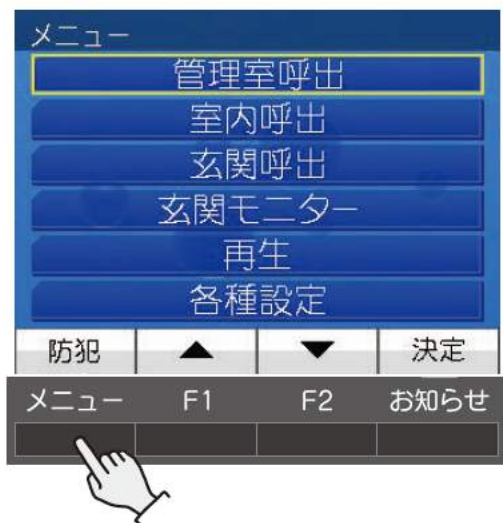 メニュー
管理室呼出
室内呼出
玄関呼出
玄関モニター
再生
各種設定
防犯 ▲ ▼ 決定
メニュー F1 F2 お知らせ